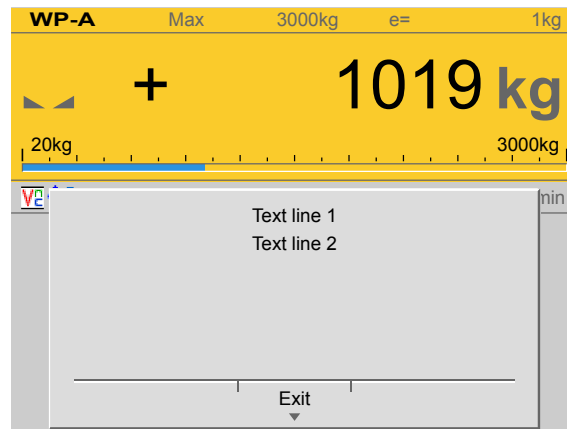 WP-A Max 3000kg e= 1kg
+ 1019 kg
20kg 3000kg
min
Text line 1
Text line 2
Exit